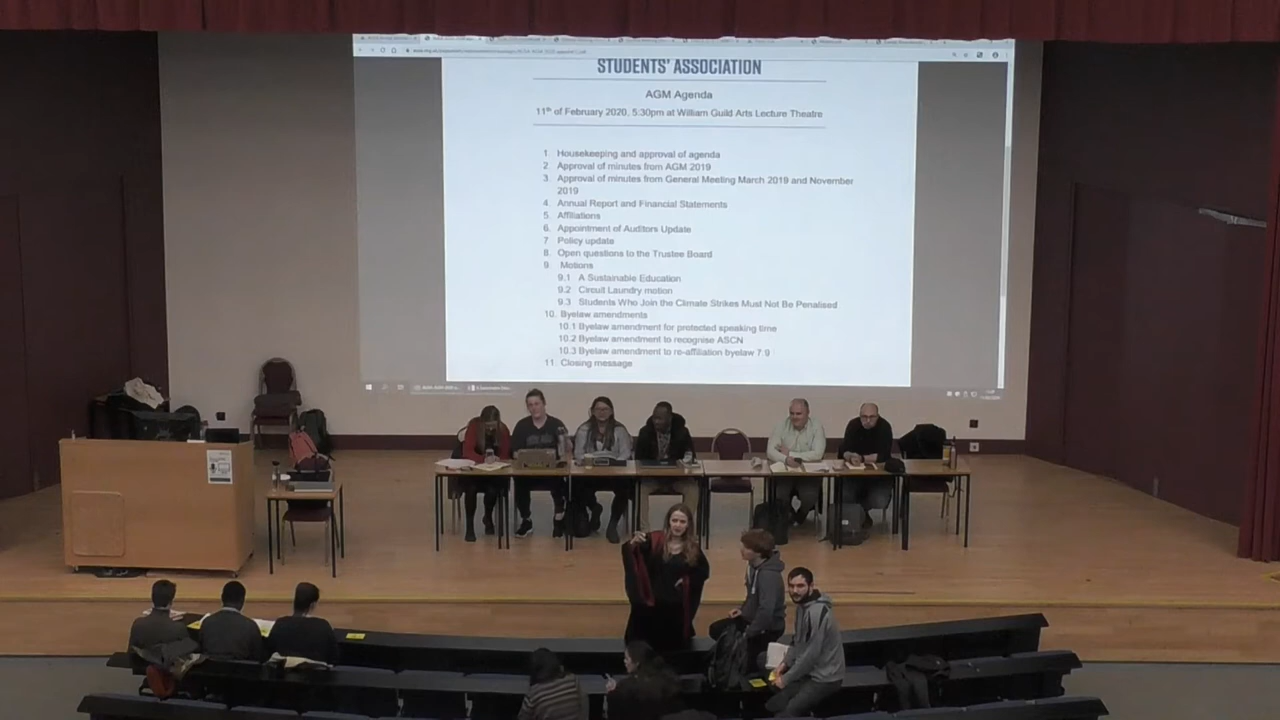 STUDENTS' ASSOCIATION
AGM Agenda
11th of February 2020, 5:30pm at William Guild Arts Lecture Theatre
1. Housekeeping and approval of agenda
2. Approval of minutes from AGM 2019
3. Approval of minutes from General Meeting March 2019 and November
2019
4. Annual Report and Financial Statements
5. Affiliations
6. Appointment of Auditors Update
7. Policy update
8. Open questions to the Trustee Board
9. Motions
9.1 A Sustainable Education
9.2 Circuit Laundry motion
9.3 Students Who Join the Climate Strikes Must Not Be Penalised
10. Byelaw amendments
10.1 Byelaw amendment for protected speaking time
10.2 Byelaw amendment to recognise ASCN
10.3 Byelaw amendment to re-affiliation byelaw 7.9
11. Closing message